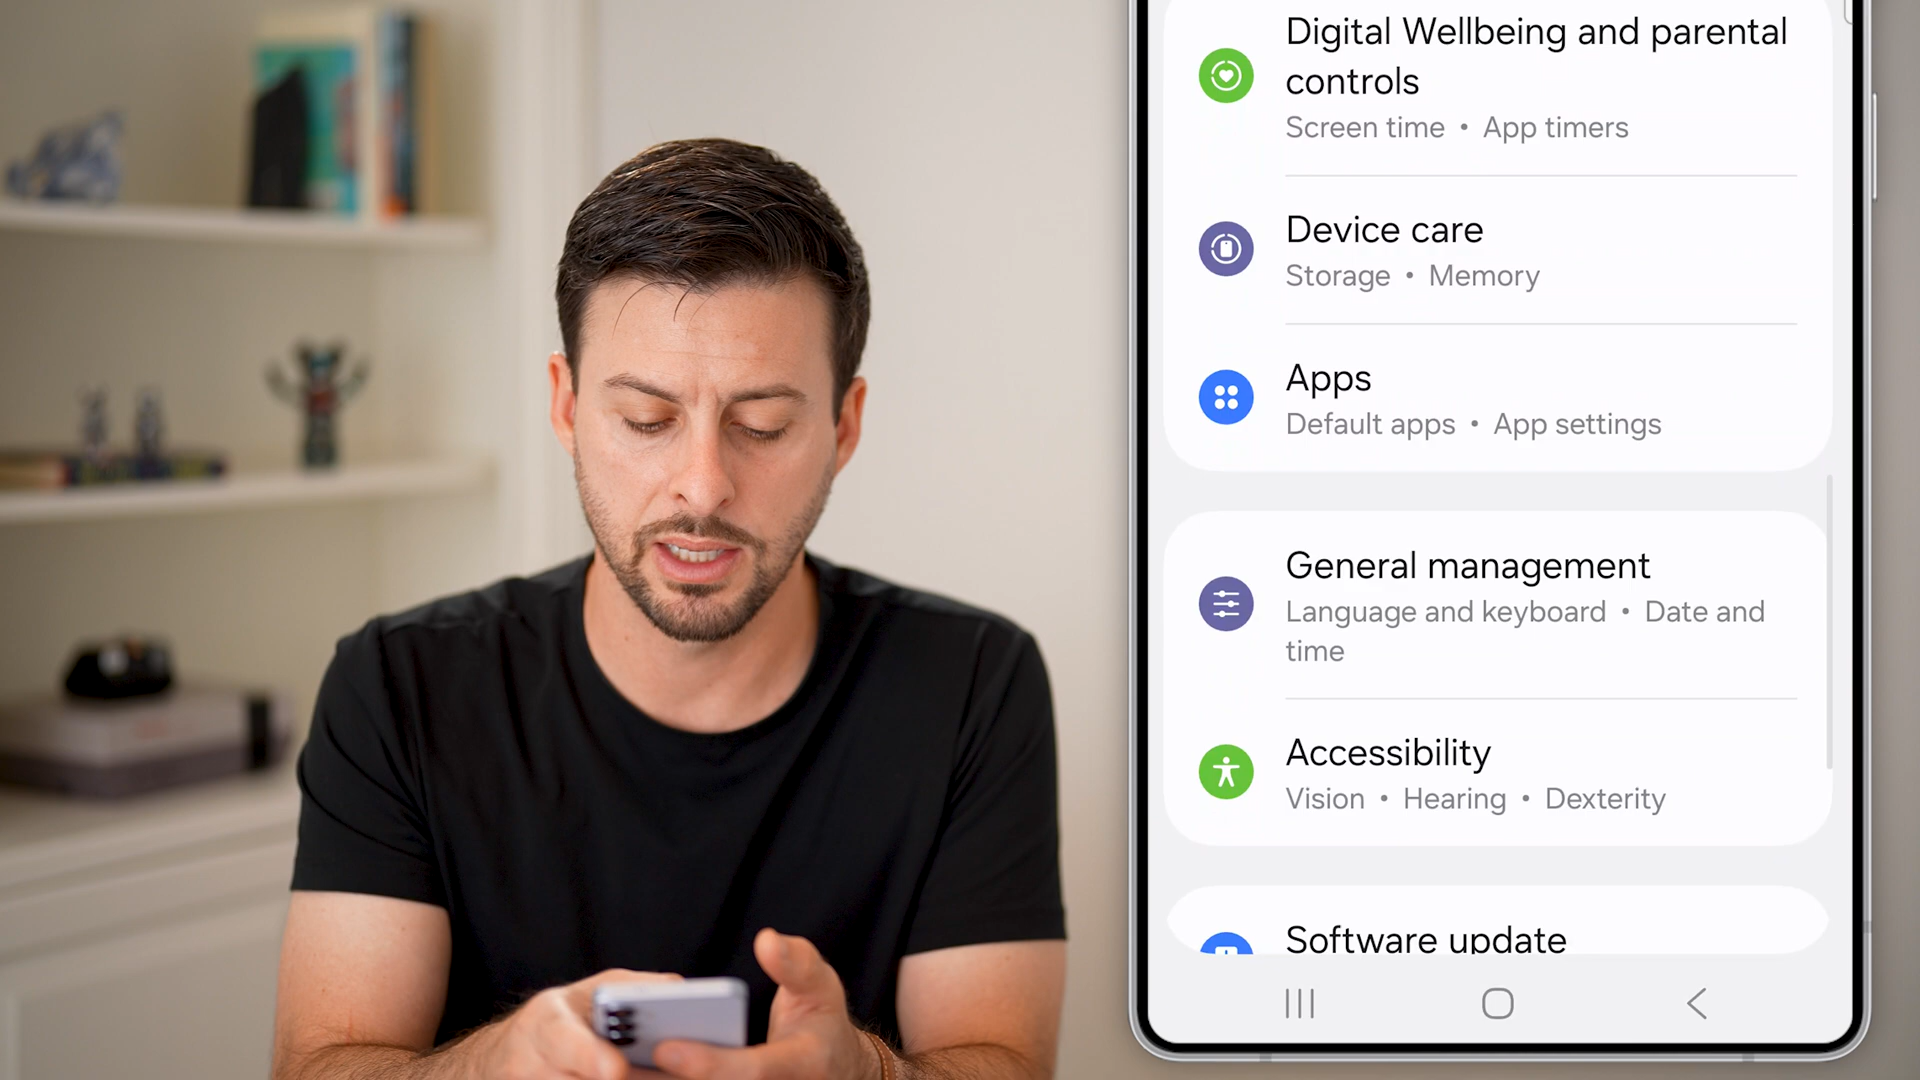 Digital Wellbeing and parental
controls
Screen time • App timers
Device care
Storage • Memory
Apps
Default apps • App settings
General management
Language and keyboard • Date and
time
Accessibility
Vision • Hearing • Dexterity
Software update